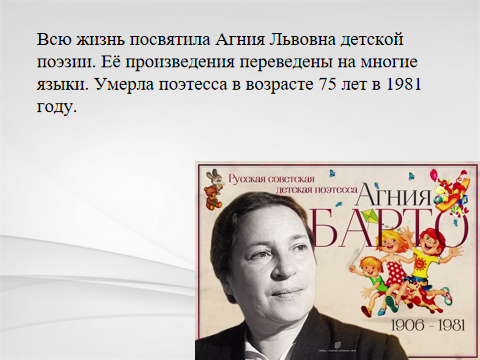 Всю жизнь посвятила Агния Львовна детской
поэзии. Её произведения переведены на многие
языки. Умерла поэтесса в возрасте 75 лет в 1981
году.
Русская советская
детская поэтесса
Агния
БАРТО
1906 - 1981